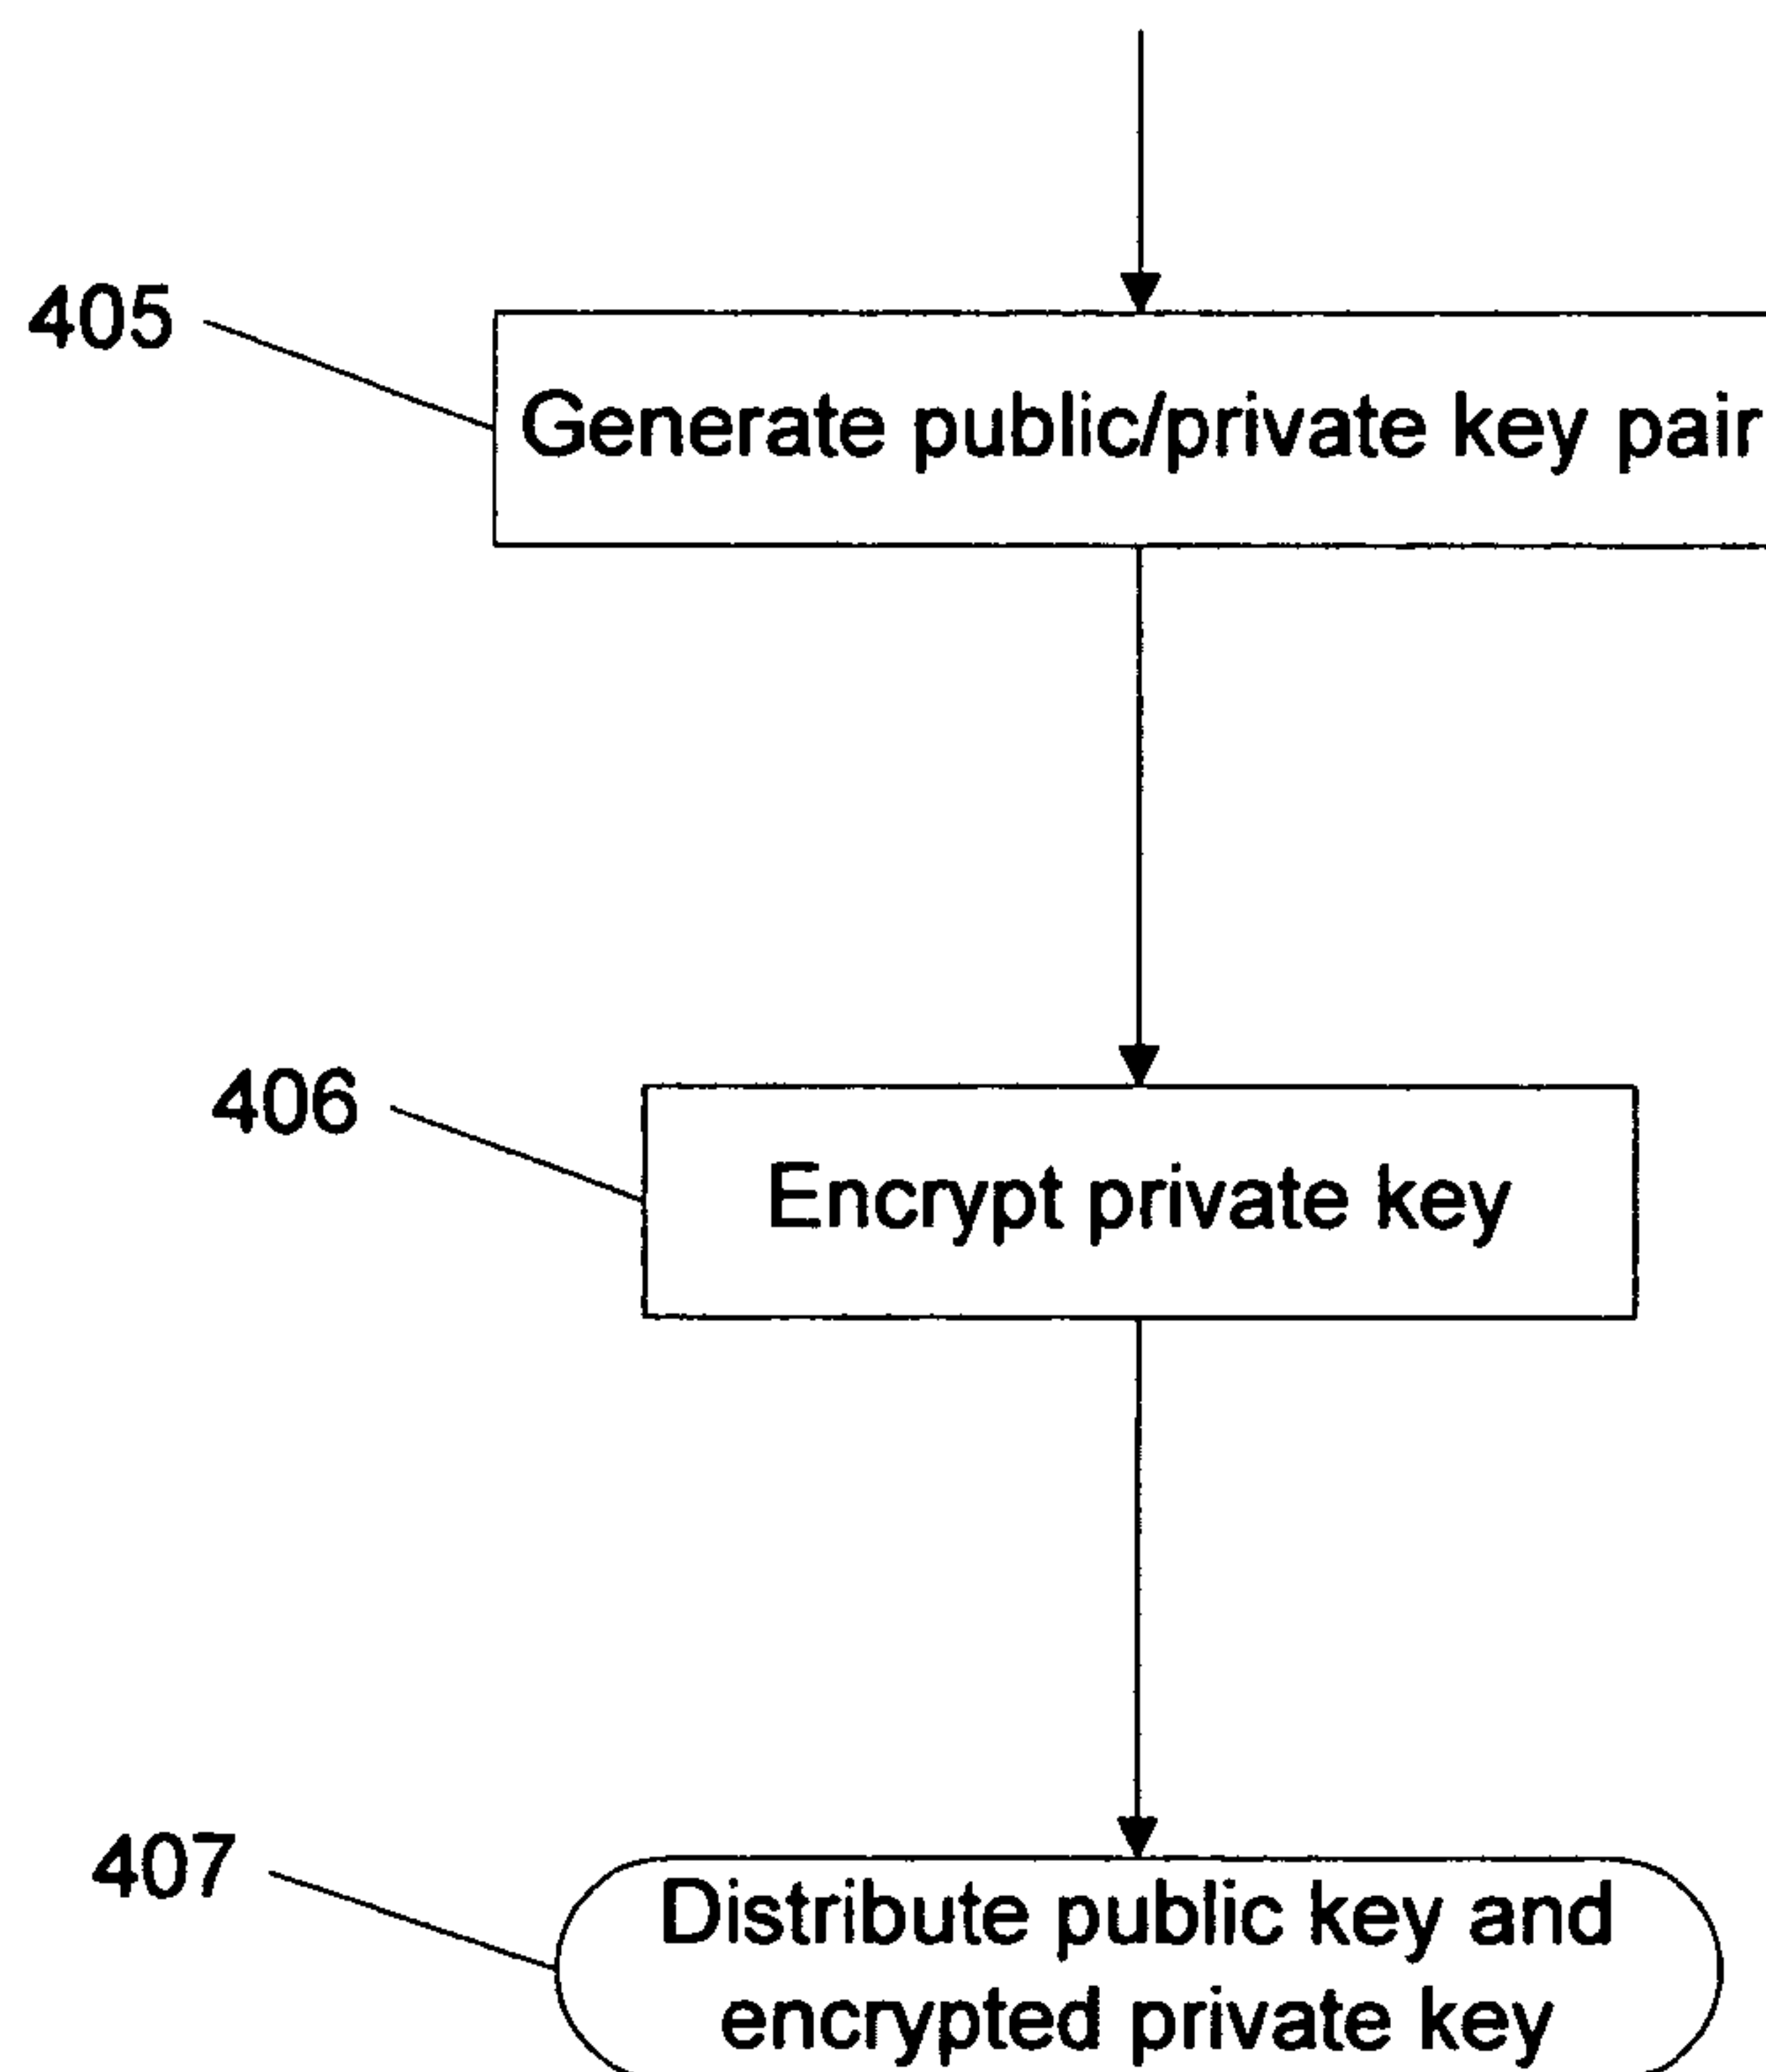 405
Generate public/private key pair
406
Encrypt private key
407
Distribute public key and
encrypted private key